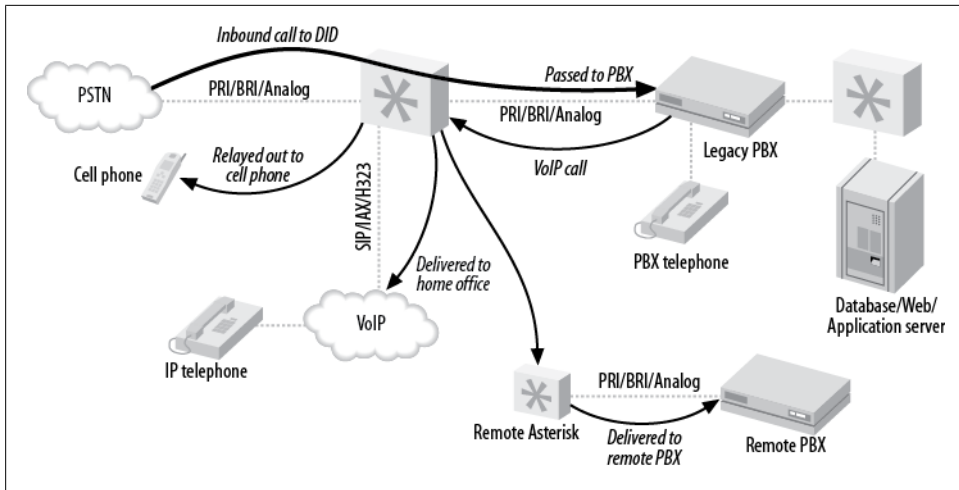 Inbound call to DID
PSTN
PRI/BRI/Analog
Passed to PBX
PRI/BRI/Analog
Legacy PBX
Cell phone
Relayed out to
cell phone
VoIP call
SIP/IAX/H323
PBX telephone
Delivered to
home office
VoIP
Database/Web/
Application server
IP telephone
PRI/BRI/Analog
Remote Asterisk
Delivered to
remote PBX
Remote PBX